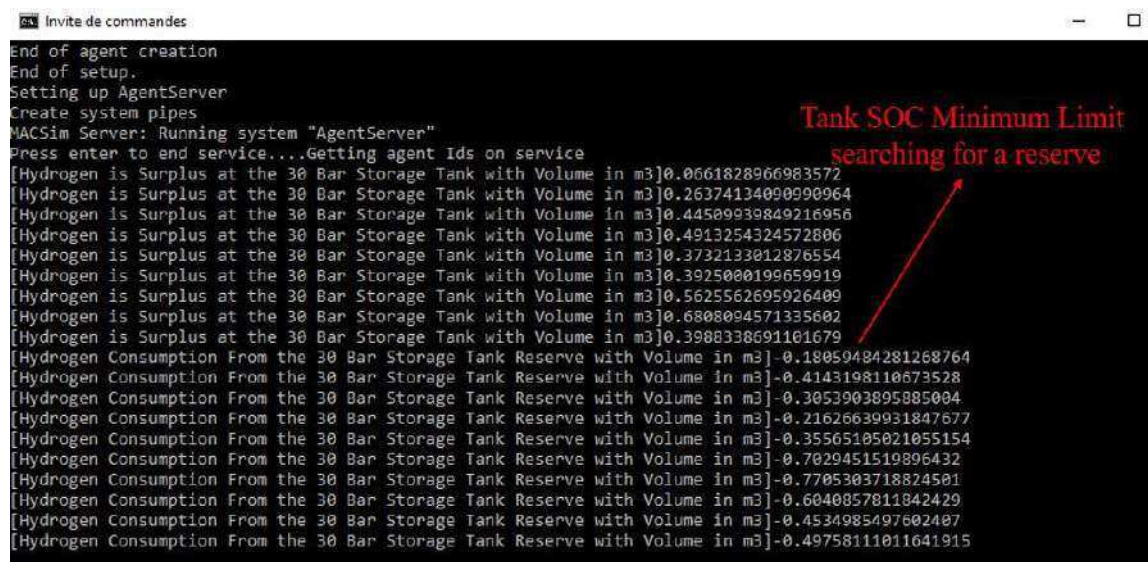 Invite de commandes
End of agent creation
End of setup.
Setting up AgentServer
Create system pipes
MACSim Server: Running system "AgentServer"
Press enter to end service....Getting agent Ids on service
Tank SOC Minimum Limit
searching for a reserve
[Hydrogen is Surplus at the 30 Bar Storage Tank with Volume in m3]0.0661828966983572
[Hydrogen is Surplus at the 30 Bar Storage Tank with Volume in m3]0.26374134090990964
[Hydrogen is Surplus at the 30 Bar Storage Tank with Volume in m3]0.44509939849216956
[Hydrogen is Surplus at the 30 Bar Storage Tank with Volume in m3]0.4913254324572806
[Hydrogen is Surplus at the 30 Bar Storage Tank with Volume in m3]0.3732133012876554
[Hydrogen is Surplus at the 30 Bar Storage Tank with Volume in m3]0.3925000199659919
[Hydrogen is Surplus at the 30 Bar Storage Tank with Volume in m3]0.5625562695926409
[Hydrogen is Surplus at the 30 Bar Storage Tank with Volume in m3]0.6808094571335602
[Hydrogen is Surplus at the 30 Bar Storage Tank with Volume in m3]0.3988338691101679
[Hydrogen Consumption From the 30 Bar Storage Tank Reserve with Volume in m3]-0.18059484281268764
[Hydrogen Consumption From the 30 Bar Storage Tank Reserve with Volume in m3]-0.4143198110673528
[Hydrogen Consumption From the 30 Bar Storage Tank Reserve with Volume in m3]-0.3053903895885004
[Hydrogen Consumption From the 30 Bar Storage Tank Reserve with Volume in m3]-0.21626639931847677
[Hydrogen Consumption From the 30 Bar Storage Tank Reserve with Volume in m3]-0.35565105021055154
[Hydrogen Consumption From the 30 Bar Storage Tank Reserve with Volume in m3]-0.7029451519896432
[Hydrogen Consumption From the 30 Bar Storage Tank Reserve with Volume in m3]-0.7705303718824501
[Hydrogen Consumption From the 30 Bar Storage Tank Reserve with Volume in m3]-0.6040857811842429
[Hydrogen Consumption From the 30 Bar Storage Tank Reserve with Volume in m3]-0.4534985497602407
[Hydrogen Consumption From the 30 Bar Storage Tank Reserve with Volume in m3]-0.49758111011641915